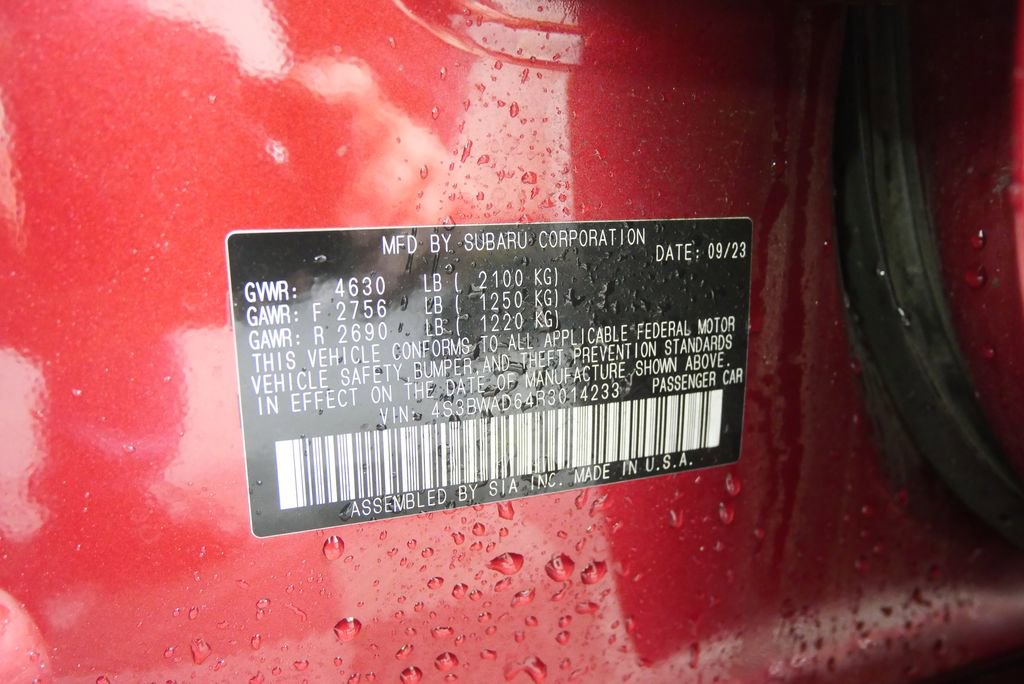 MFD BY SUBARU CORPORATION
DATE: 09/23
GVWR: 4630 LB ( 2100 KG)
GAWR: F 2756 LB ( 1250 KG)
GAWR: R 2690 LB ( 1220 KG)
THIS VEHICLE CONFORMS TO ALL APPLICABLE FEDERAL MOTOR
VEHICLE SAFETY, BUMPER, AND THEFT PREVENTION STANDARDS
IN EFFECT ON THE DATE OF MANUFACTURE SHOWN ABOVE.
VIN: 4S3BWAD64R3014233 PASSENGER CAR
ASSEMBLED BY SIA INC. MADE IN U.S.A.